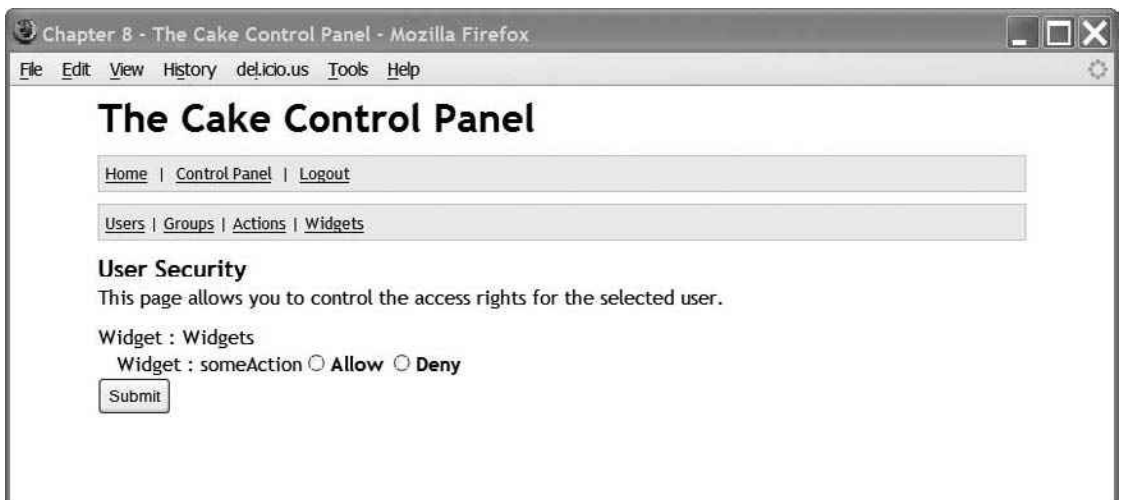 Chapter 8 - The Cake Control Panel - Mozilla Firefox
File Edit View History del.icio.us Tools Help
The Cake Control Panel
Home | Control Panel | Logout
Users | Groups | Actions | Widgets
User Security
This page allows you to control the access rights for the selected user.
Widget : Widgets
Widget : someAction Allow Deny
Submit